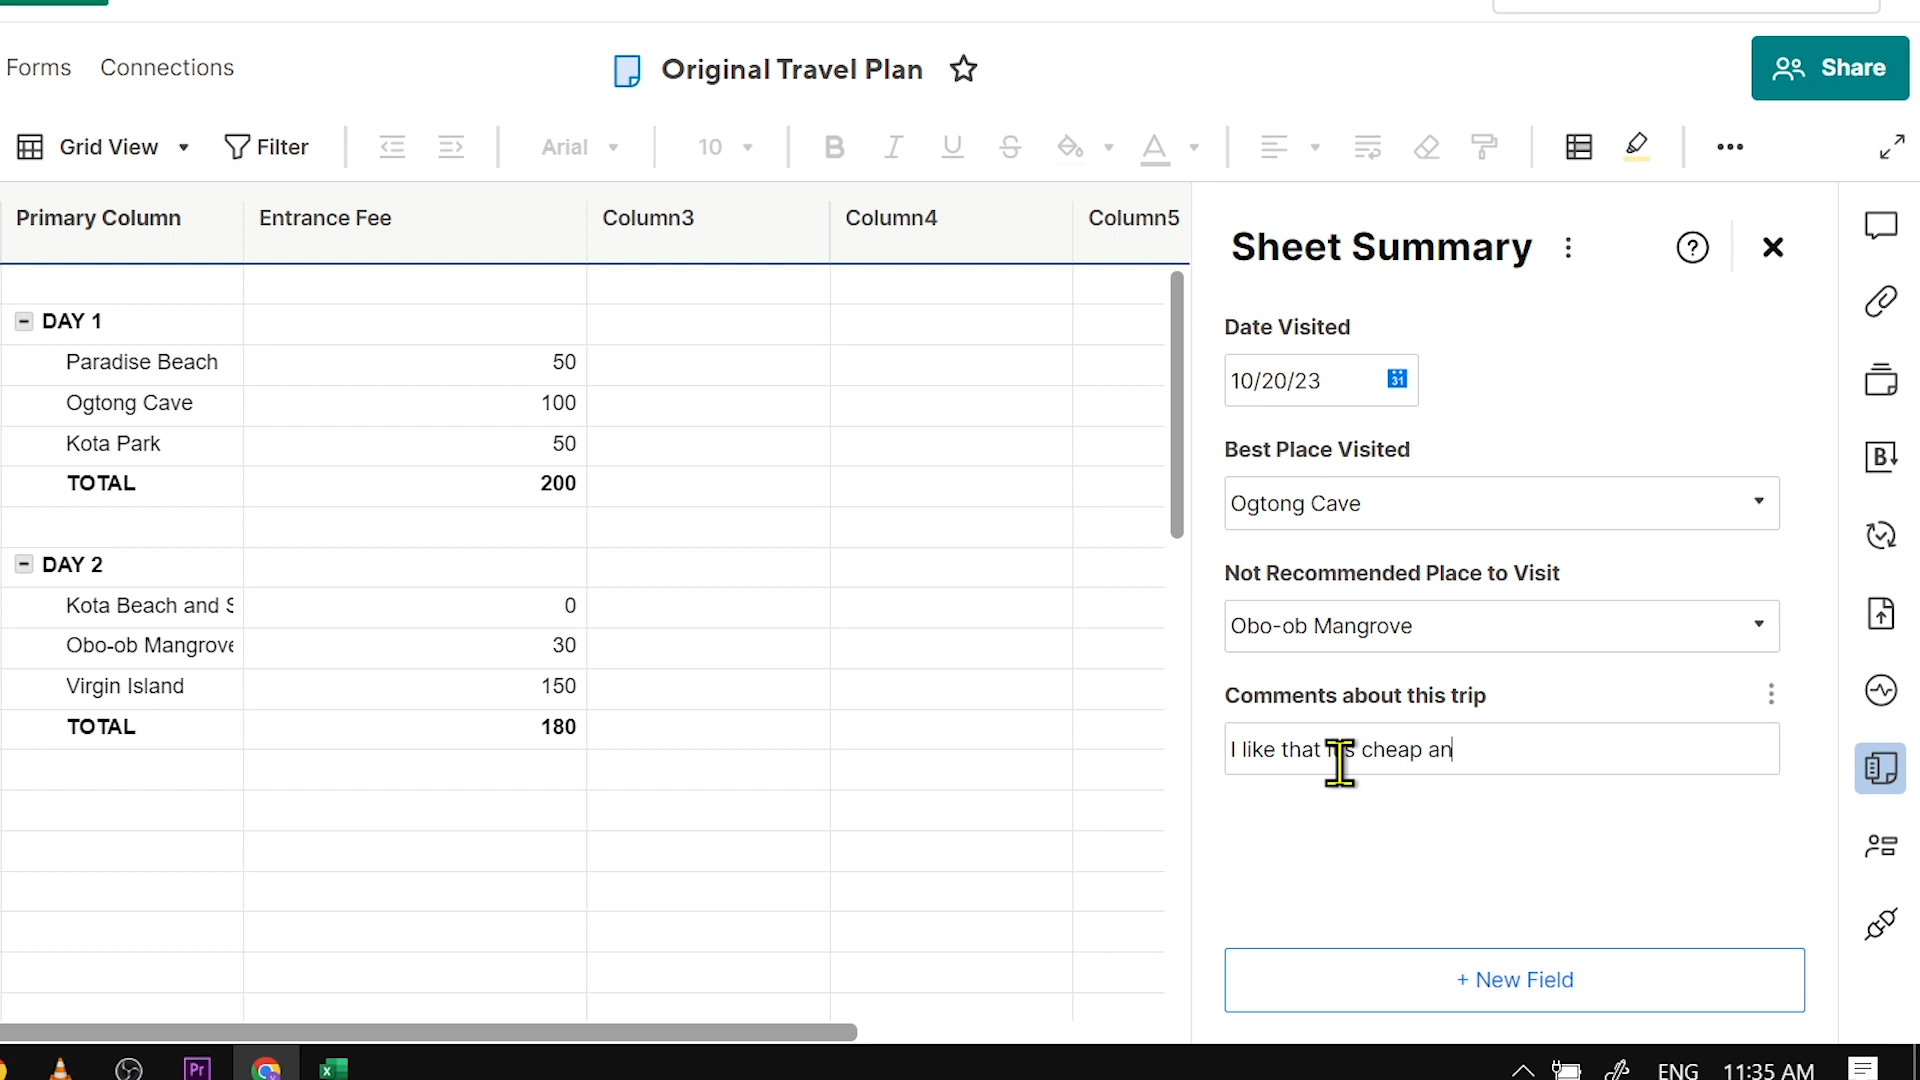 Forms Connections
Original Travel Plan
Share
Grid View Filter Arial 10 B I U S A
Primary Column Entrance Fee Column3 Column4 Column5
DAY 1
Paradise Beach 50
Ogtong Cave 100
Kota Park 50
TOTAL 200
DAY 2
Kota Beach and S 0
Obo-ob Mangrove 30
Virgin Island 150
TOTAL 180
Sheet Summary
Date Visited
10/20/23 31
Best Place Visited
Ogtong Cave
Not Recommended Place to Visit
Obo-ob Mangrove
Comments about this trip
I like that cheap an
+ New Field
B
Pr
ENG 11:35 AM